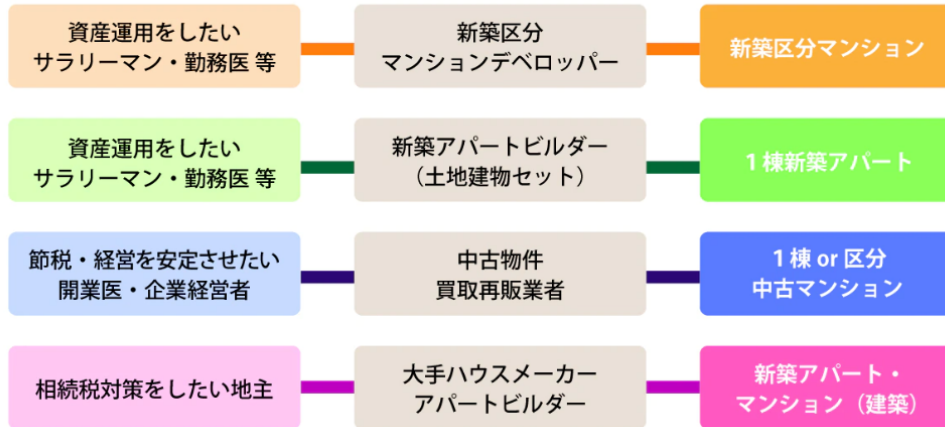 資産運用をしたい
サラリーマン・勤務医 等
新築区分
マンションデベロッパー
新築区分マンション
資産運用をしたい
サラリーマン・勤務医 等
新築アパートビルダー
（土地建物セット）
1棟新築アパート
節税・経営を安定させたい
開業医・企業経営者
中古物件
買取再販業者
1棟 or 区分
中古マンション
相続税対策をしたい地主
大手ハウスメーカー
アパートビルダー
新築アパート・
マンション（建築）